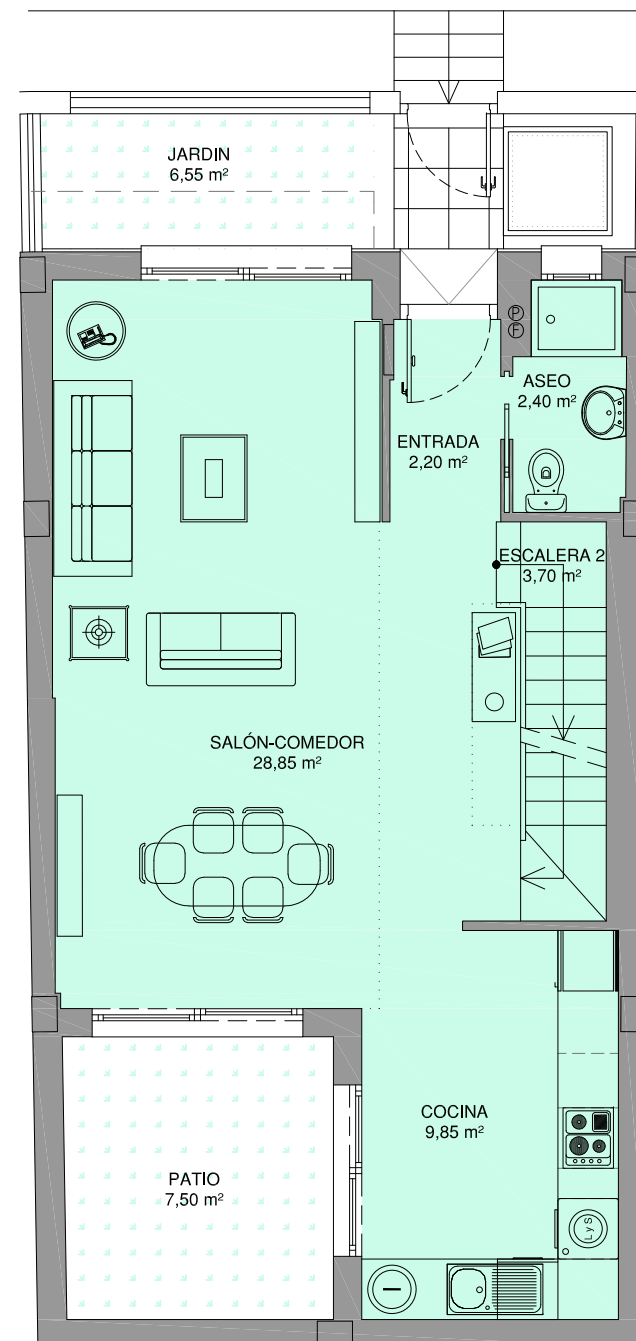 JARDIN
6,55 m²
P
F
ASEO
2,40 m²
ENTRADA
2,20 m²
ESCALERA 2
3,70 m²
SALÓN-COMEDOR
28,85 m²
COCINA
9,85 m²
PATIO
7,50 m²
L y S